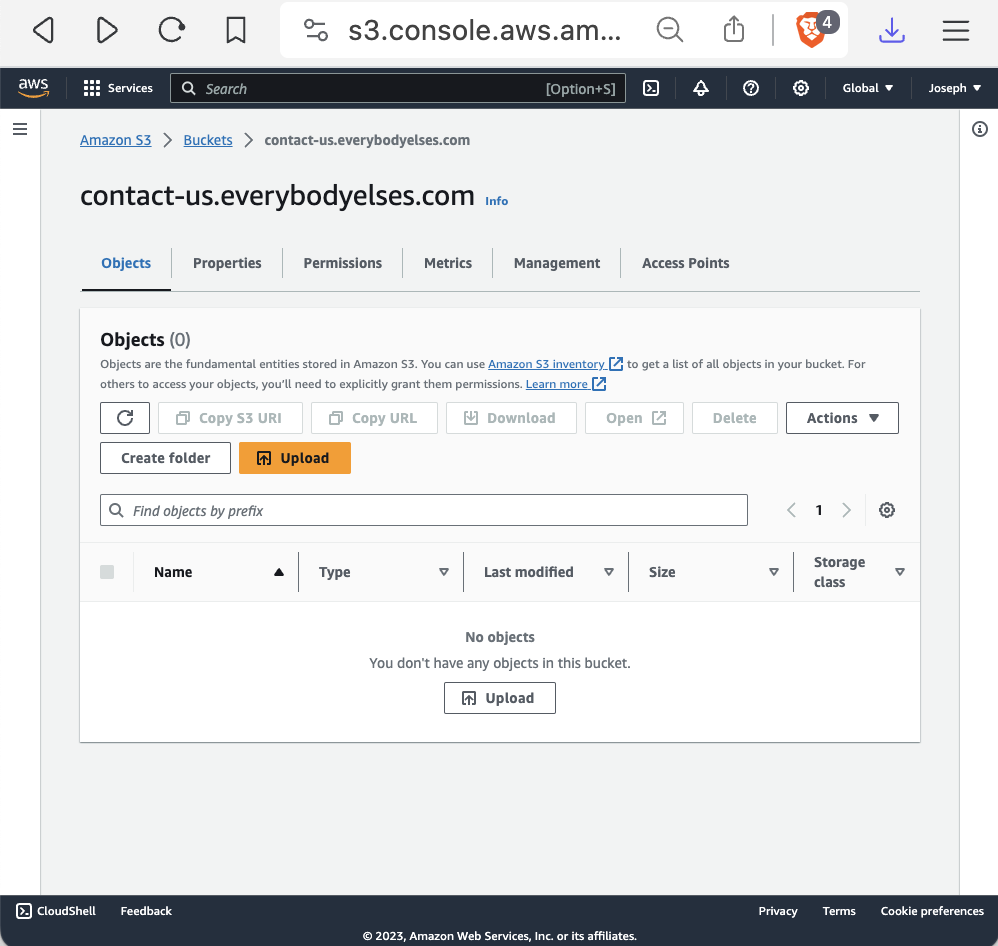 s3.console.aws.am...
4
aws
Services
Search
[Option+S]
Global
Joseph
Amazon S3
Buckets
contact-us.everybodyelses.com
contact-us.everybodyelses.com Info
Objects
Properties
Permissions
Metrics
Management
Access Points
Objects (0)
Objects are the fundamental entities stored in Amazon S3. You can use Amazon S3 inventory to get a list of all objects in your bucket. For
others to access your objects, you'll need to explicitly grant them permissions. Learn more
Copy S3 URI
Copy URL
Download
Open
Delete
Actions
Create folder
Upload
Find objects by prefix
1
Name
Type
Last modified
Size
Storage
class
No objects
You don't have any objects in this bucket.
Upload
CloudShell
Feedback
Privacy
Terms
Cookie preferences
© 2023, Amazon Web Services, Inc. or its affiliates.